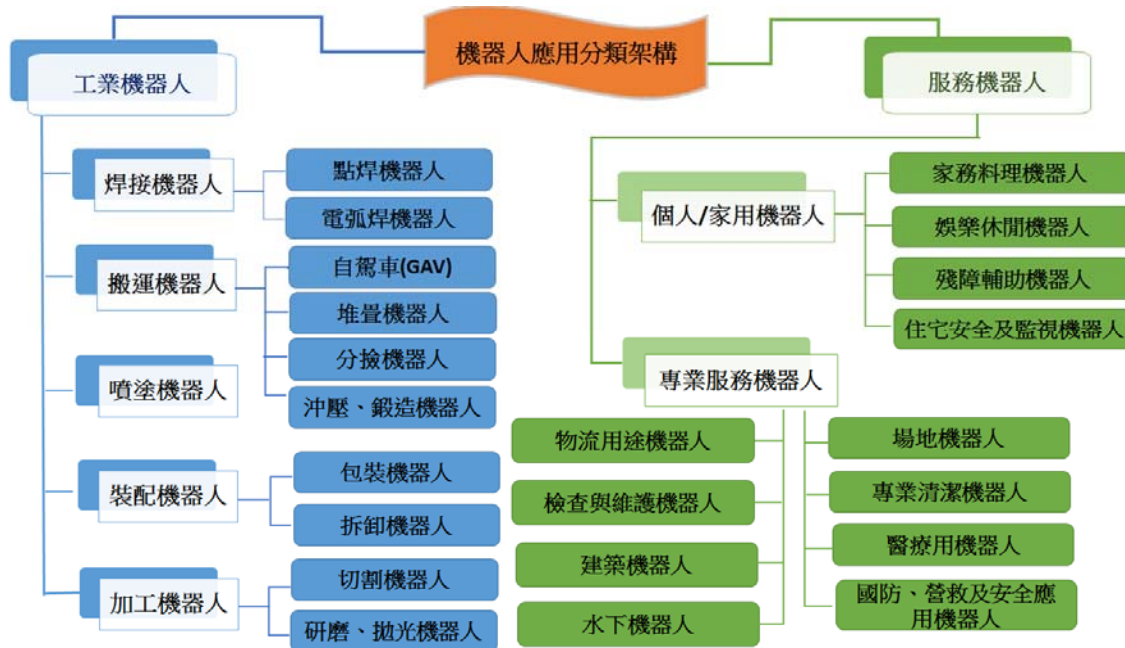 機器人應用分類架構
工業機器人
焊接機器人
點焊機器人
電弧焊機器人
搬運機器人
自駕車(GAV)
堆疊機器人
分撿機器人
沖壓、鍛造機器人
噴塗機器人
裝配機器人
包裝機器人
拆卸機器人
加工機器人
切割機器人
研磨、拋光機器人
服務機器人
個人/家用機器人
家務料理機器人
娛樂休閒機器人
殘障輔助機器人
住宅安全及監視機器人
專業服務機器人
物流用途機器人
檢查與維護機器人
建築機器人
水下機器人
場地機器人
專業清潔機器人
醫療用機器人
國防、營救及安全應
用機器人